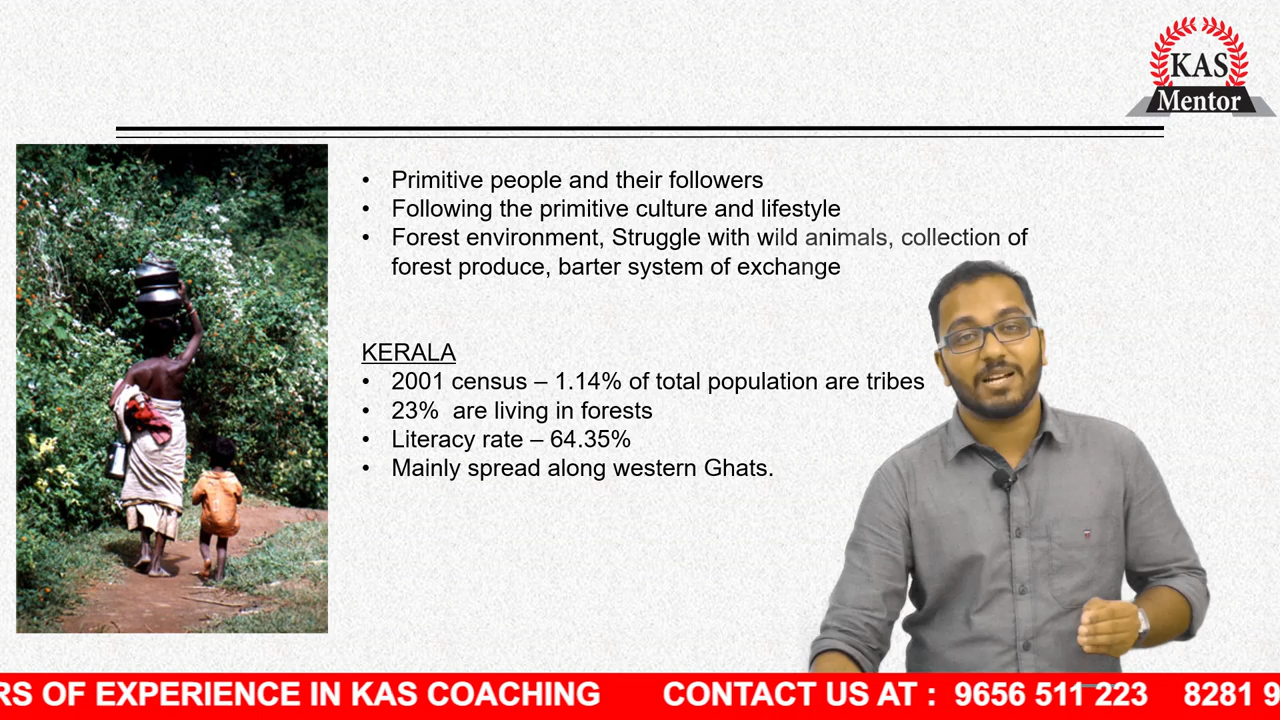 KAS
Mentor
• Primitive people and their followers
• Following the primitive culture and lifestyle
• Forest environment, Struggle with wild animals, collection of
forest produce, barter system of exchange
KERALA
• 2001 census – 1.14% of total population are tribes
• 23% are living in forests
• Literacy rate – 64.35%
• Mainly spread along western Ghats.
RS OF EXPERIENCE IN KAS COACHING CONTACT US AT : 9656 511 223 8281 9